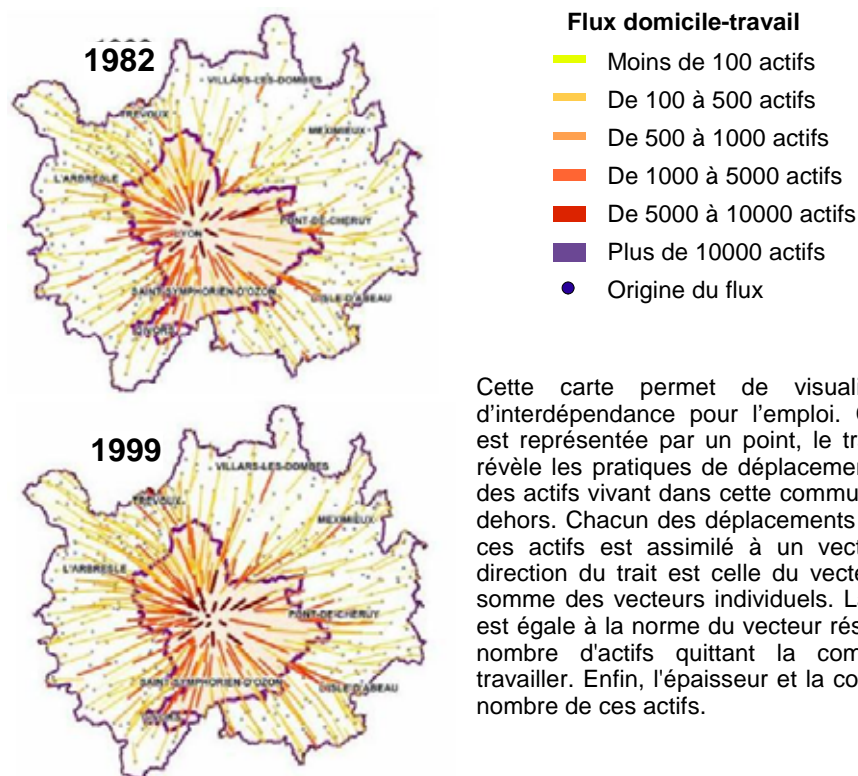 1982
VILLARS-LES-DOMBES
TREVOUX
MEXIMIEUX
L'ARBRESLE
PONT-DE-CHERUY
LYON
SAINT-SYMPHORIEN-D'OZON
L'ISLE-D'ABEAU
GIVORS
Flux domicile-travail
Moins de 100 actifs
De 100 à 500 actifs
De 500 à 1000 actifs
De 1000 à 5000 actifs
De 5000 à 10000 actifs
Plus de 10000 actifs
Origine du flux
1999
VILLARS-LES-DOMBES
TREVOUX
MEXIMIEUX
L'ARBRESLE
PONT-DE-CHERUY
SAINT-SYMPHORIEN-D'OZON
L'ISLE-D'ABEAU
GIVORS
Cette carte permet de visuali
d'interdépendance pour l'emploi.
est représentée par un point, le tr
révèle les pratiques de déplacemen
des actifs vivant dans cette commu
dehors. Chacun des déplacements
ces actifs est assimilé à un vect
direction du trait est celle du vecte
somme des vecteurs individuels. L
est égale à la norme du vecteur rés
nombre d'actifs quittant la com
travailler. Enfin, l'épaisseur et la co
nombre de ces actifs.